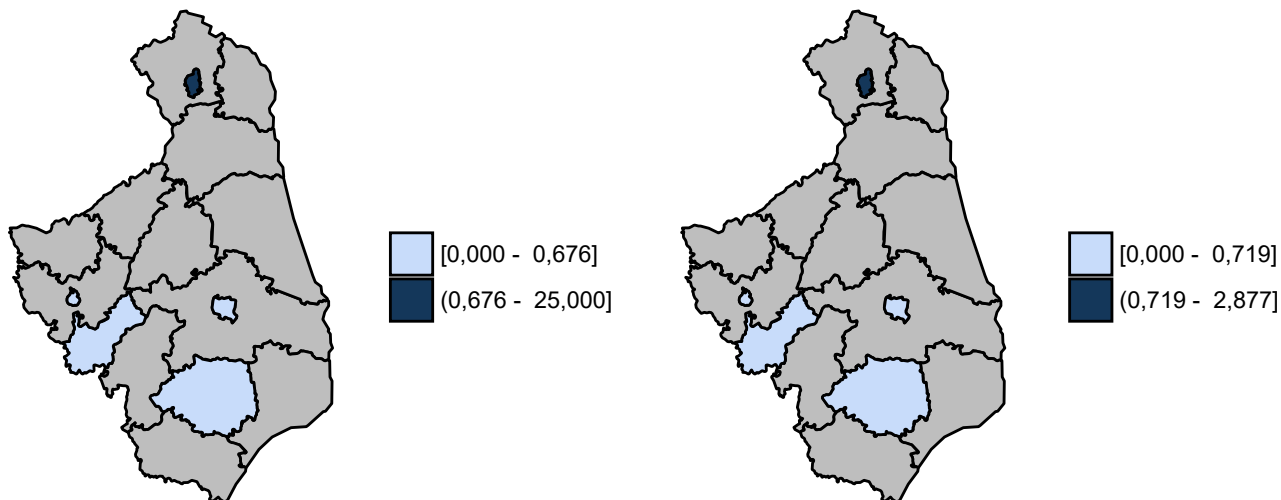 [0,000 -  0,676]
(0,676 -  25,000]
[0,000 -  0,719]
(0,719 -  2,877]